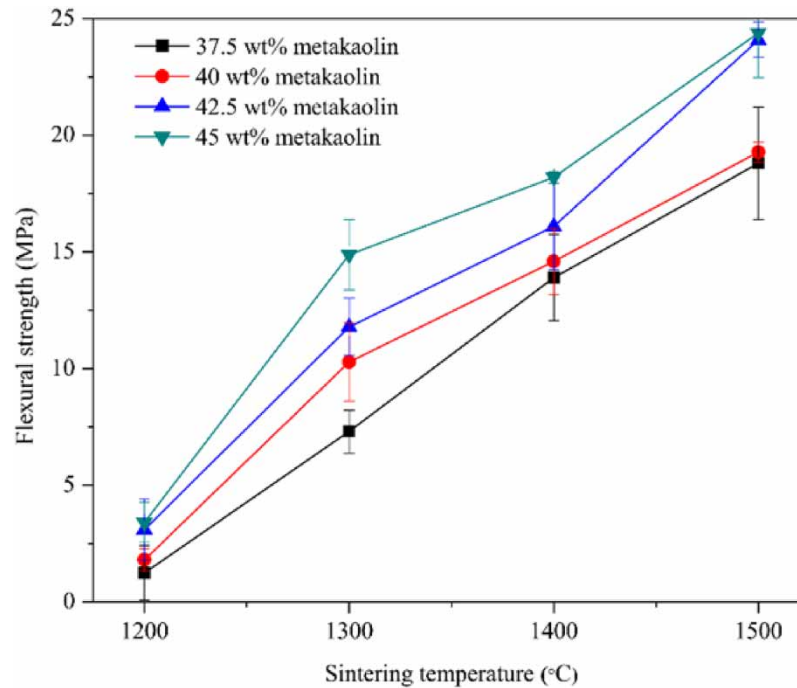 25
20
15
10
5
0
Flexural strength (MPa)
37.5 wt% metakaolin
40 wt% metakaolin
42.5 wt% metakaolin
45 wt% metakaolin
1200 1300 1400 1500
Sintering temperature (°C)